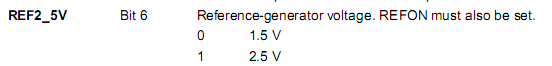 REF2_5V Bit 6 Reference-generator voltage. REFON must also be set.
0 1.5 V
1 2.5 V